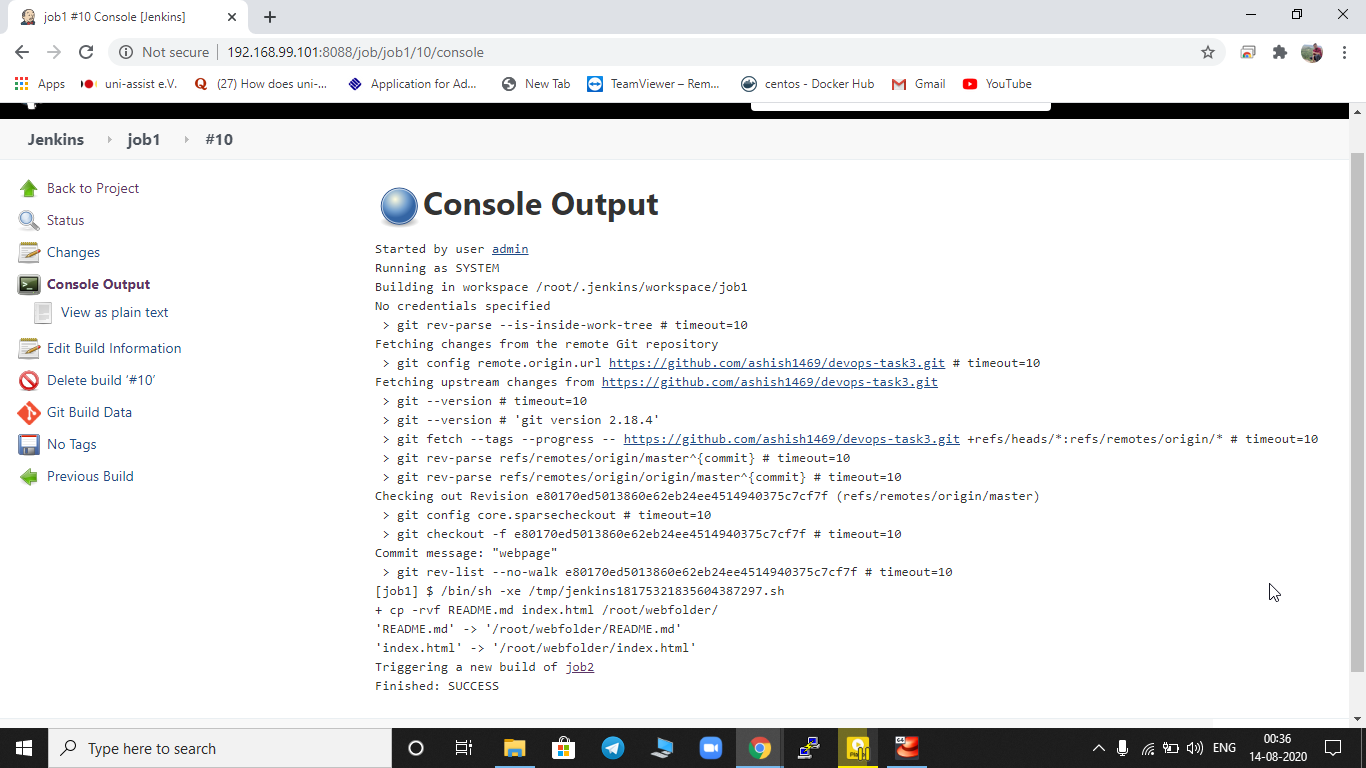 job1 #10 Console [Jenkins]
Not secure
192.168.99.101:8088/job/job1/10/console
Apps
uni-assist e.V.
(27) How does uni-...
Application for Ad...
New Tab
TeamViewer – Rem...
centos - Docker Hub
Gmail
YouTube
Jenkins
job1
#10
Back to Project
Status
Changes
Console Output
View as plain text
Edit Build Information
Delete build ‘#10’
Git Build Data
No Tags
Previous Build
Console Output
Started by user admin
Running as SYSTEM
Building in workspace /root/.jenkins/workspace/job1
No credentials specified
> git rev-parse --is-inside-work-tree # timeout=10
Fetching changes from the remote Git repository
> git config remote.origin.url https://github.com/ashish1469/devops-task3.git # timeout=10
Fetching upstream changes from https://github.com/ashish1469/devops-task3.git
> git --version # timeout=10
> git --version # 'git version 2.18.4'
> git fetch --tags --progress -- https://github.com/ashish1469/devops-task3.git +refs/heads/*:refs/remotes/origin/* # timeout=10
> git rev-parse refs/remotes/origin/master^{commit} # timeout=10
> git rev-parse refs/remotes/origin/origin/master^{commit} # timeout=10
Checking out Revision e80170ed5013860e62eb24ee4514940375c7cf7f (refs/remotes/origin/master)
> git config core.sparsecheckout # timeout=10
> git checkout -f e80170ed5013860e62eb24ee4514940375c7cf7f # timeout=10
Commit message: "webpage"
> git rev-list --no-walk e80170ed5013860e62eb24ee4514940375c7cf7f # timeout=10
[job1] $ /bin/sh -xe /tmp/jenkins18175321835604387297.sh
+ cp -rvf README.md index.html /root/webfolder/
'README.md' -> '/root/webfolder/README.md'
'index.html' -> '/root/webfolder/index.html'
Triggering a new build of job2
Finished: SUCCESS
Type here to search
64
ENG
00:36
14-08-2020